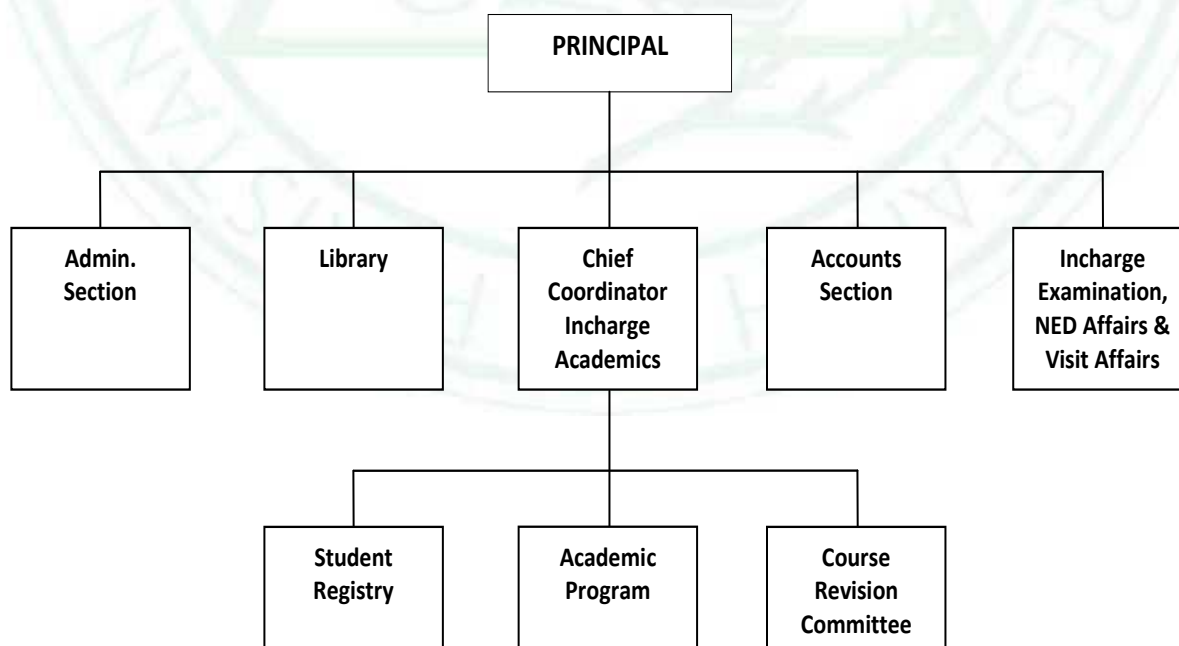 PRINCIPAL
Admin.
Section
Library
Chief
Coordinator
Incharge
Academics
Accounts
Section
Incharge
Examination,
NED Affairs &
Visit Affairs
Student
Registry
Academic
Program
Course
Revision
Committee